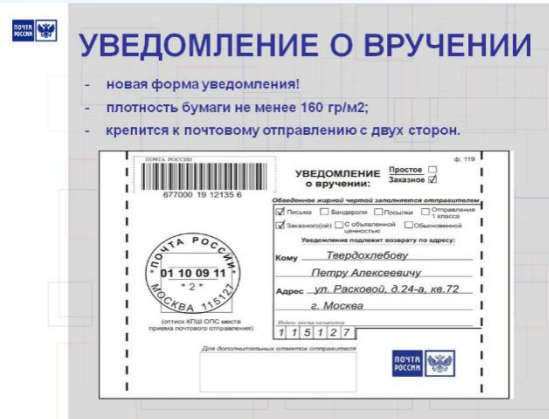 ПОЧТА РОССИИ
УВЕДОМЛЕНИЕ О ВРУЧЕНИИ
- новая форма уведомления!
- плотность бумаги не менее 160 гр/м2;
- крепится к почтовому отправлению с двух сторон.
ПОЧТА РОССИИ
ф. 119
677000 19 12135 6
УВЕДОМЛЕНИЕ
о вручении:
Простое
Заказное
Обведенное жирной чертой заполняется отправителем
Письма Бандероли Посылки Отправления 1 класса
Заказного(ой) С объявленной ценностью Обыкновенной
Уведомление подлежит возврату по адресу:
Кому Твердохлебову
Петру Алексеевичу
Адрес ул. Расковой, д.24-а, кв.72
г. Москва
115127
ПОЧТА РОССИИ
01 10 09 11
* 2 *
МОСКВА 115127
(оттиск КПШ ОПС места
приема почтового отправления)
Для дополнительных отметок отправителя
ПОЧТА РОССИИ